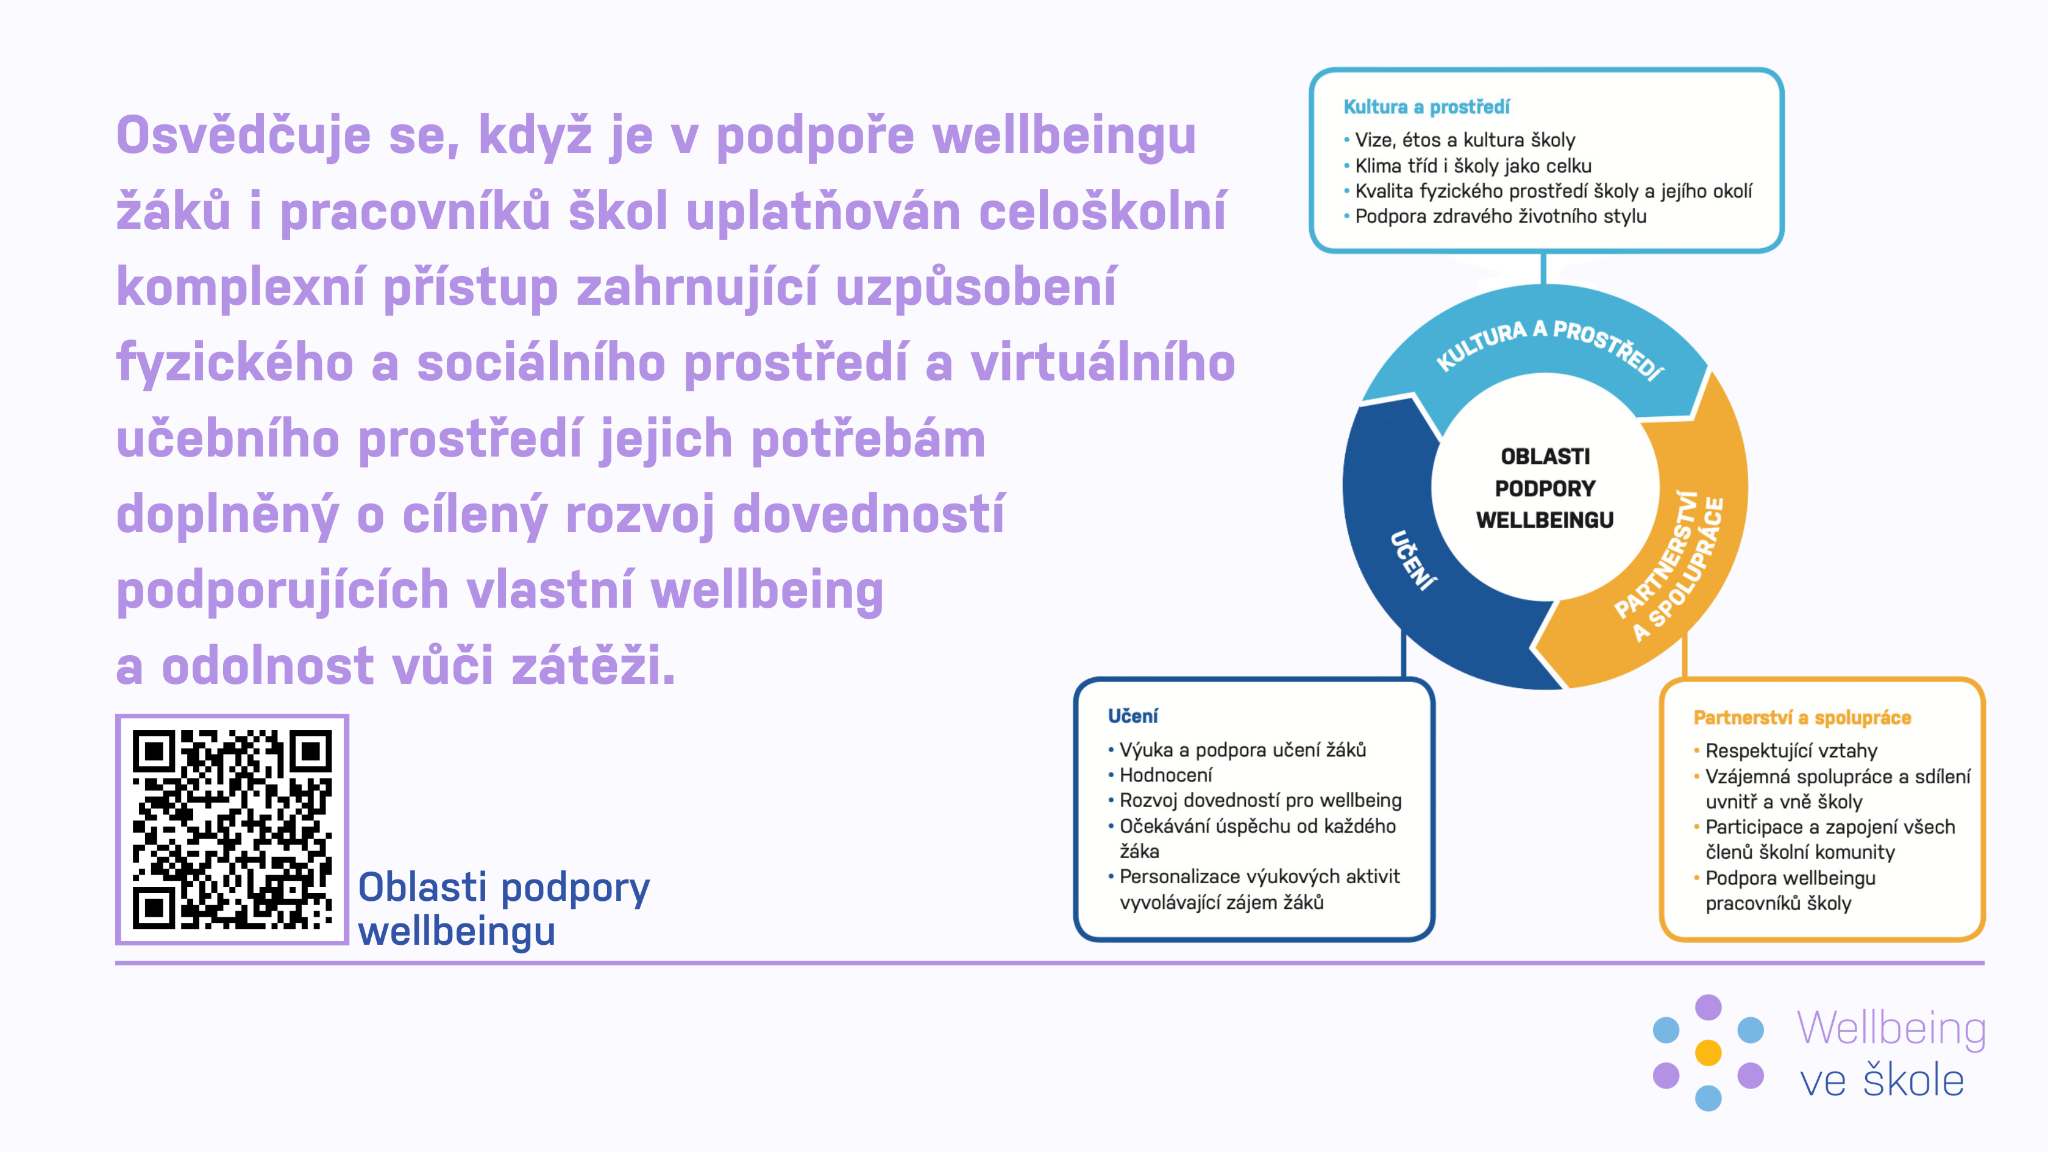 Osvědčuje se, když je v podpoře wellbeingu
žáků i pracovníků škol uplatňován celoškolní
komplexní přístup zahrnující uzpůsobení
fyzického a sociálního prostředí a virtuálního
učebního prostředí jejich potřebám
doplněný o cílený rozvoj dovedností
podporujících vlastní wellbeing
a odolnost vůči zátěži.
Oblasti podpory
wellbeingu
Kultura a prostředí
• Vize, étos a kultura školy
• Klima tříd i školy jako celku
• Kvalita fyzického prostředí školy a jejího okolí
• Podpora zdravého životního stylu
KULTURA A PROSTŘEDÍ
OBLASTI
PODPORY
WELLBEINGU
UČENÍ
PARTNERSTVÍ
A SPOLUPRÁCE
Učení
• Výuka a podpora učení žáků
• Hodnocení
• Rozvoj dovedností pro wellbeing
• Očekávání úspěchu od každého
žáka
• Personalizace výukových aktivit
vyvolávající zájem žáků
Partnerství a spolupráce
• Respektující vztahy
• Vzájemná spolupráce a sdílení
uvnitř a vně školy
• Participace a zapojení všech
členů školní komunity
• Podpora wellbeingu
pracovníků školy
Wellbeing
ve škole